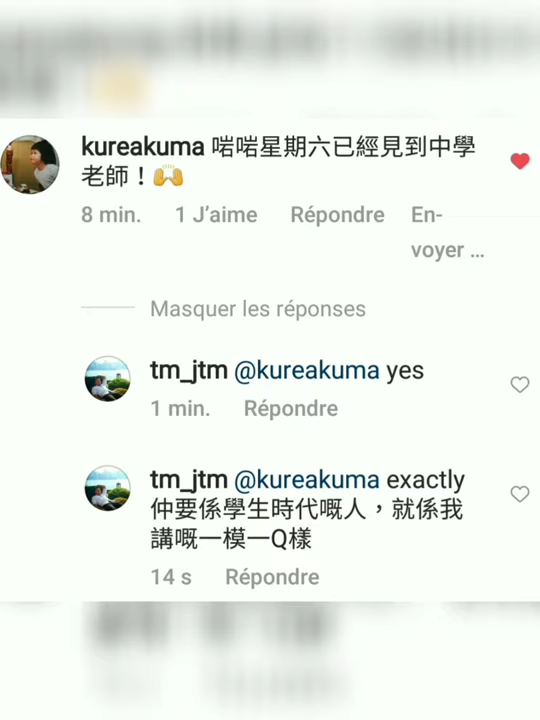 kureakuma 啱啱星期六已經見到中學
老師！🙌
8 min. 1 J'aime Répondre En-
voyer ...
Masquer les réponses
tm_jtm @kureakuma yes
1 min. Répondre
tm_jtm @kureakuma exactly
仲要係學生時代嘅人，就係我
講嘅一模一Q樣
14 s Répondre